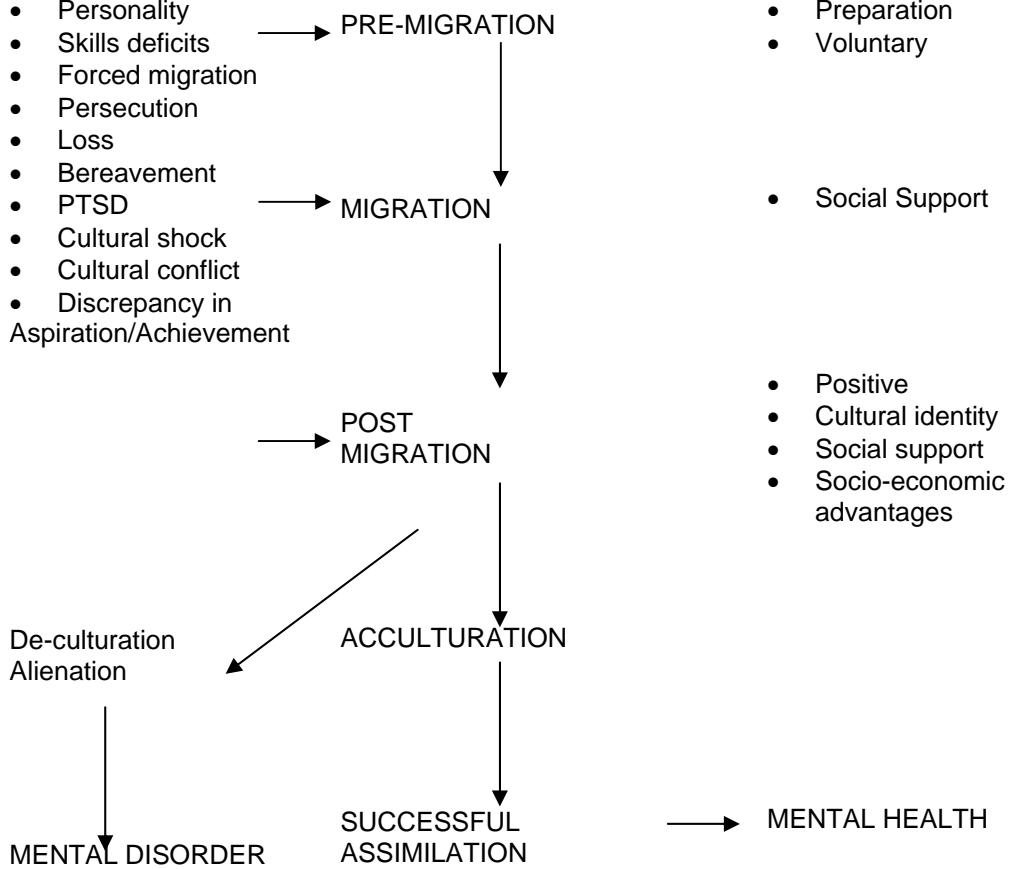 • Personality
• Skills deficits
• Forced migration
• Persecution
• Loss
• Bereavement
• PTSD
• Cultural shock
• Cultural conflict
• Discrepancy in
Aspiration/Achievement
PRE-MIGRATION
MIGRATION
POST
MIGRATION
• Preparation
• Voluntary
• Social Support
• Positive
• Cultural identity
• Social support
• Socio-economic
advantages
De-culturation
Alienation
ACCULTURATION
MENTAL DISORDER
SUCCESSFUL
ASSIMILATION
MENTAL HEALTH